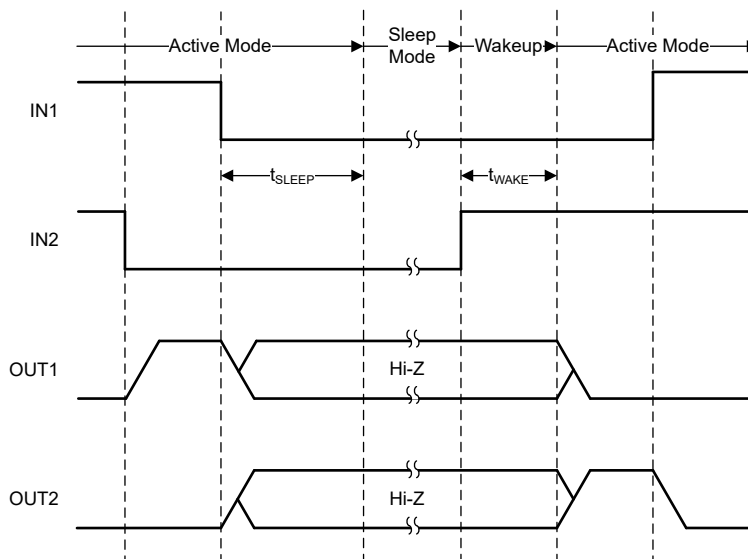 Active Mode
Sleep
Mode
Wakeup
Active Mode
IN1
tSLEEP
tWAKE
IN2
OUT1
Hi-Z
OUT2
Hi-Z